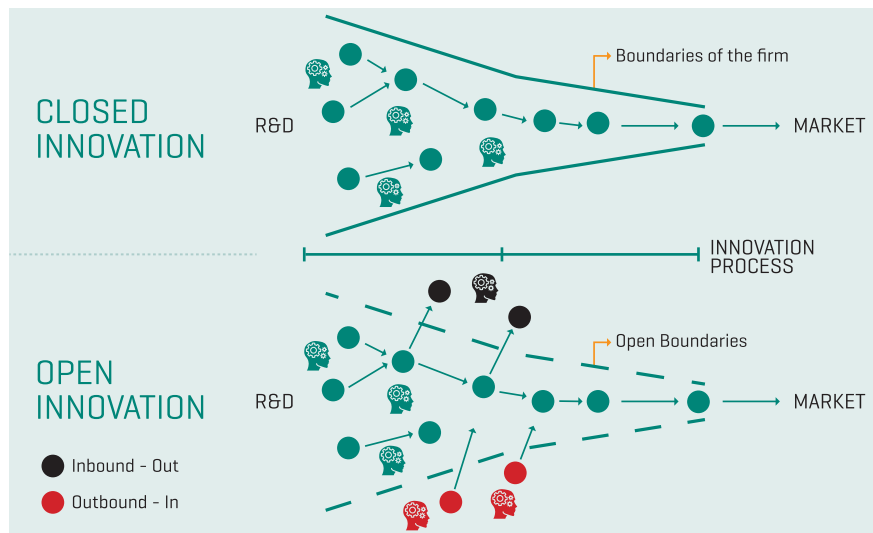 Boundaries of the firm
CLOSED
INNOVATION
R&D
MARKET
INNOVATION
PROCESS
Open Boundaries
OPEN
INNOVATION
R&D
MARKET
Inbound - Out
Outbound - In